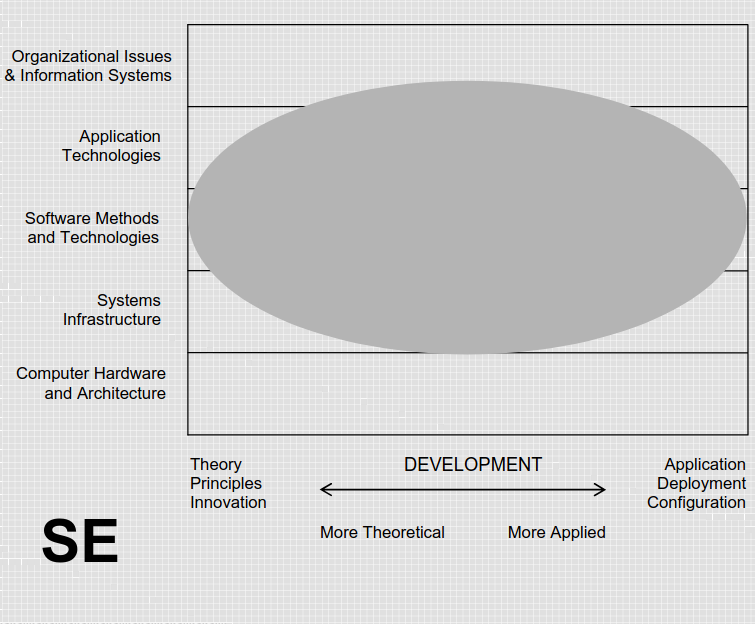 Organizational Issues
& Information Systems
Application
Technologies
Software Methods
and Technologies
Systems
Infrastructure
Computer Hardware
and Architecture
Theory
Principles
Innovation
DEVELOPMENT
Application
Deployment
Configuration
More Theoretical
More Applied
SE